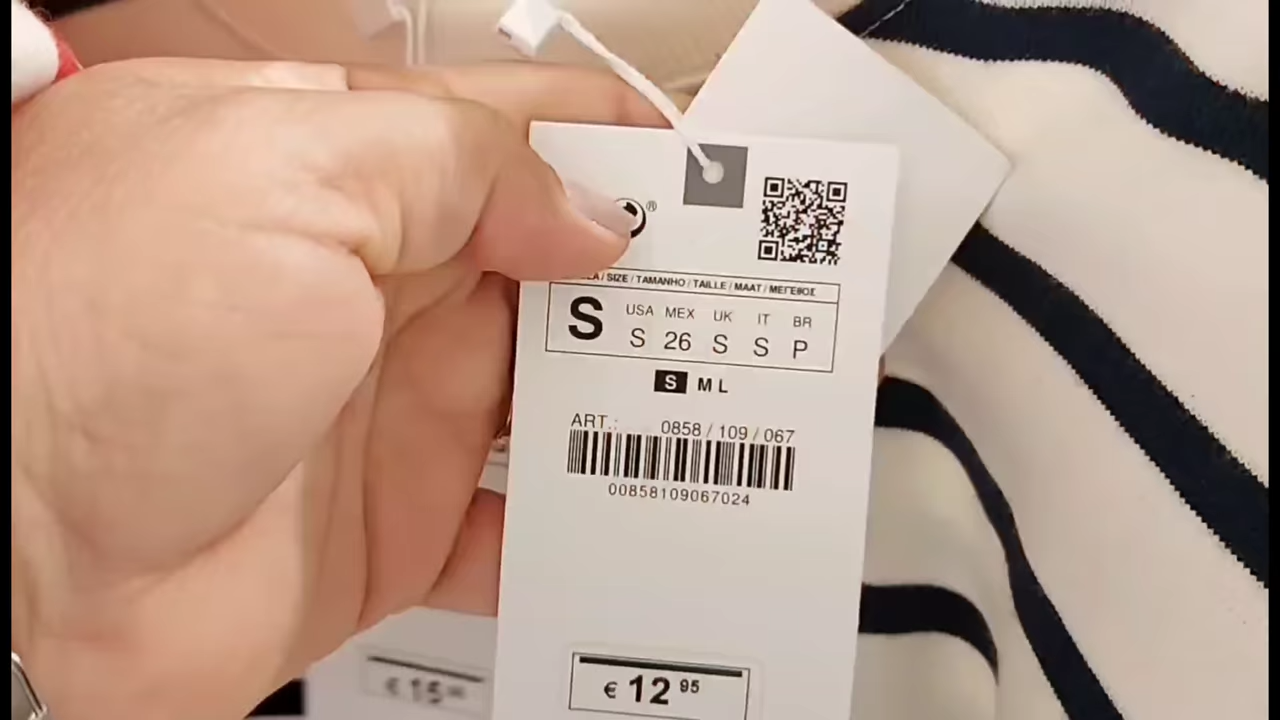 ®
/ SIZE / TAMANHO / TAILLE / MAAT / ΜΕΓΕΘΟΣ
S
USA MEX UK IT BR
S 26 S S P
S M L
ART.: 0858 / 109 / 067
00858109067024
€ 12 95
€ 15